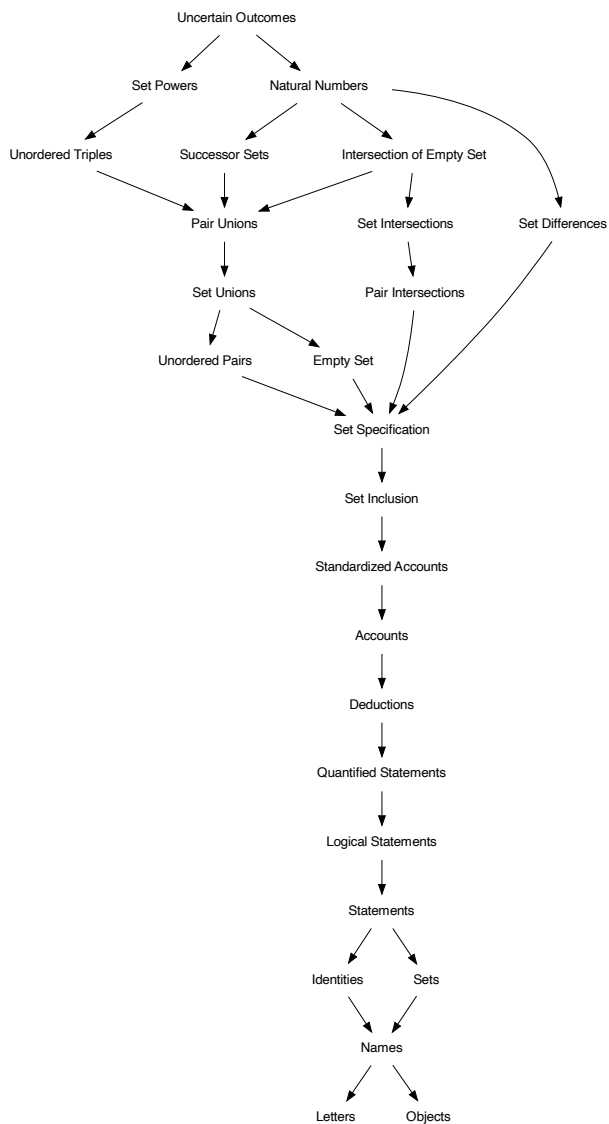 Uncertain Outcomes
Set Powers
Natural Numbers
Unordered Triples
Successor Sets
Intersection of Empty Set
Pair Unions
Set Intersections
Set Differences
Set Unions
Pair Intersections
Unordered Pairs
Empty Set
Set Specification
Set Inclusion
Standardized Accounts
Accounts
Deductions
Quantified Statements
Logical Statements
Statements
Identities
Sets
Names
Letters
Objects